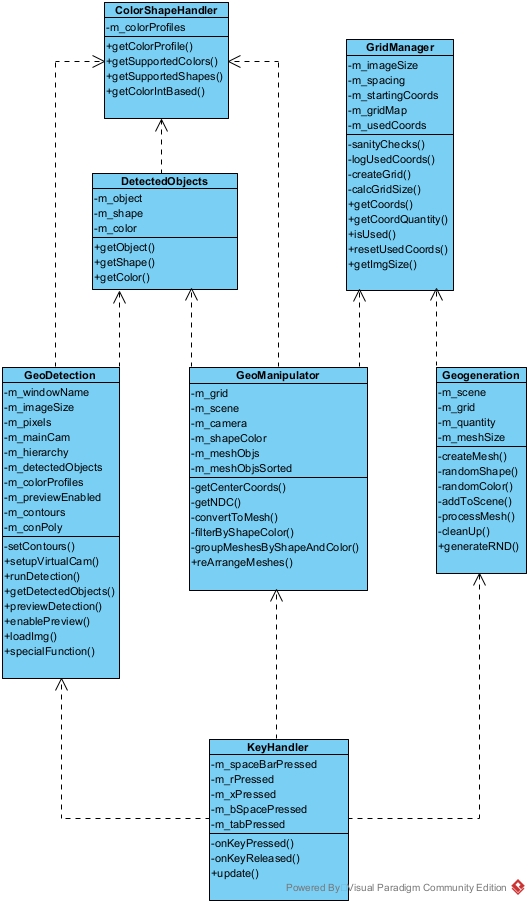 ColorShapeHandler
-m_colorProfiles
+getColorProfile()
+getSupportedColors()
+getSupportedShapes()
+getColorIntBased()
GridManager
-m_imageSize
-m_spacing
-m_startingCoords
-m_gridMap
-m_usedCoords
-sanityChecks()
-logUsedCoords()
-createGrid()
-calcGridSize()
+getCoords()
+getCoordQuantity()
+isUsed()
+resetUsedCoords()
+getImgSize()
DetectedObjects
-m_object
-m_shape
-m_color
+getObject()
+getShape()
+getColor()
GeoDetection
-m_windowName
-m_imageSize
-m_pixels
-m_mainCam
-m_hierarchy
-m_detectedObjects
-m_colorProfiles
-m_previewEnabled
-m_contours
-m_conPoly
-setContours()
+setupVirtualCam()
+runDetection()
+getDetectedObjects()
+previewDetection()
+enablePreview()
+loadImg()
+specialFunction()
GeoManipulator
-m_grid
-m_scene
-m_camera
-m_shapeColor
-m_meshObjs
-m_meshObjsSorted
-getCenterCoords()
-getNDC()
-convertToMesh()
-filterByShapeColor()
-groupMeshesByShapeAndColor()
+reArrangeMeshes()
Geogeneration
-m_scene
-m_grid
-m_quantity
-m_meshSize
-createMesh()
-randomShape()
-randomColor()
-addToScene()
-processMesh()
-cleanUp()
+generateRND()
KeyHandler
-m_spaceBarPressed
-m_rPressed
-m_xPressed
-m_bSpacePressed
-m_tabPressed
-onKeyPressed()
-onKeyReleased()
+update()
Powered By: Visual Paradigm Community Edition